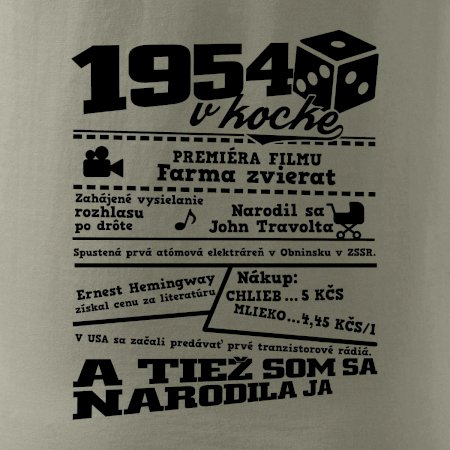 1954
v kocke
PREMIÉRA FILMU
Farma zvierat
Zahájené vysielanie
rozhlasu
po drôte
Narodil sa
John Travolta
Spustená prvá atómová elektráreň v Obninsku v ZSSR.
Ernest Hemingway
získal cenu za literatúru
Nákup:
CHLIEB ... 5 KČS
MLIEKO...4,45 KČS/l
V USA sa začali predávať prvé tranzistorové rádiá.
A TIEŽ SOM SA
NARODILA JA